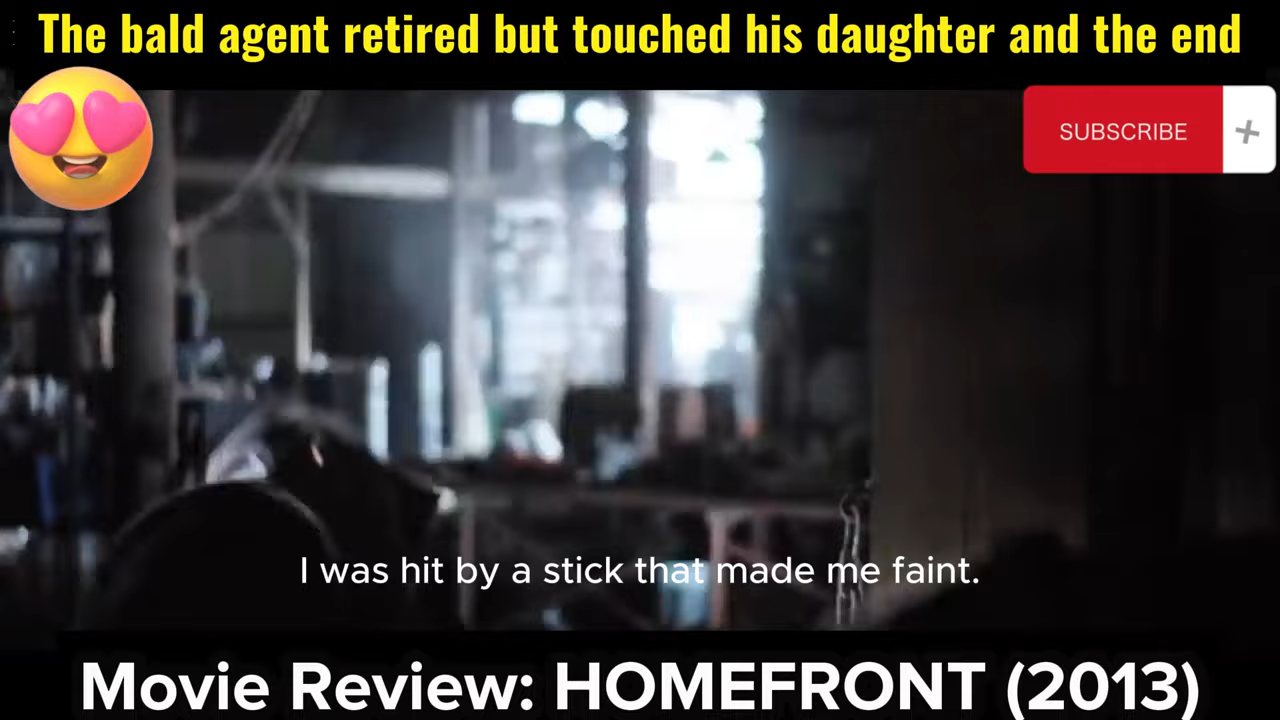 The bald agent retired but touched his daughter and the end
SUBSCRIBE +
I was hit by a stick that made me faint.
Movie Review: HOMEFRONT (2013)